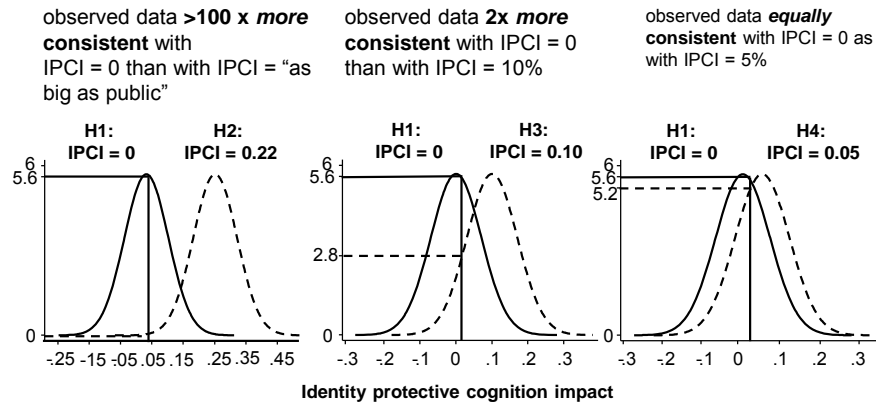 observed data >100 x more
consistent with
IPCI = 0 than with IPCI = “as
big as public”
observed data 2x more
consistent with IPCI = 0
than with IPCI = 10%
observed data equally
consistent with IPCI = 0 as
with IPCI = 5%
H1:
IPCI = 0
H2:
IPCI = 0.22
6
5.6
0
-.25 -.15 -.05 .05 .15 .25 .35 .45
H1:
IPCI = 0
H3:
IPCI = 0.10
6
5.6
2.8
0
-.3 -.2 -.1 0 .1 .2 .3
H1:
IPCI = 0
H4:
IPCI = 0.05
6
5.6
5.2
0
-.3 -.2 -.1 0 .1 .2 .3
Identity protective cognition impact